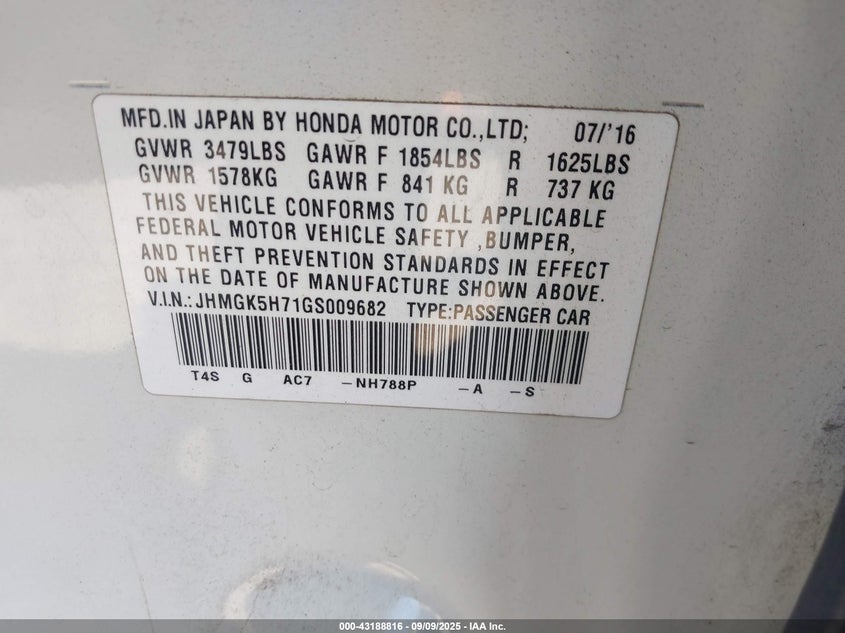 MFD.IN JAPAN BY HONDA MOTOR CO.,LTD; 07/'16
GVWR 3479LBS GAWR F 1854LBS R 1625LBS
GVWR 1578KG GAWR F 841 KG R 737 KG
THIS VEHICLE CONFORMS TO ALL APPLICABLE
FEDERAL MOTOR VEHICLE SAFETY ,BUMPER,
AND THEFT PREVENTION STANDARDS IN EFFECT
ON THE DATE OF MANUFACTURE SHOWN ABOVE.
V.I.N.:JHMGK5H71GS009682 TYPE:PASSENGER CAR
T4S G AC7 -NH788P -A -S
000-43188816 - 09/09/2025 - IAA Inc.